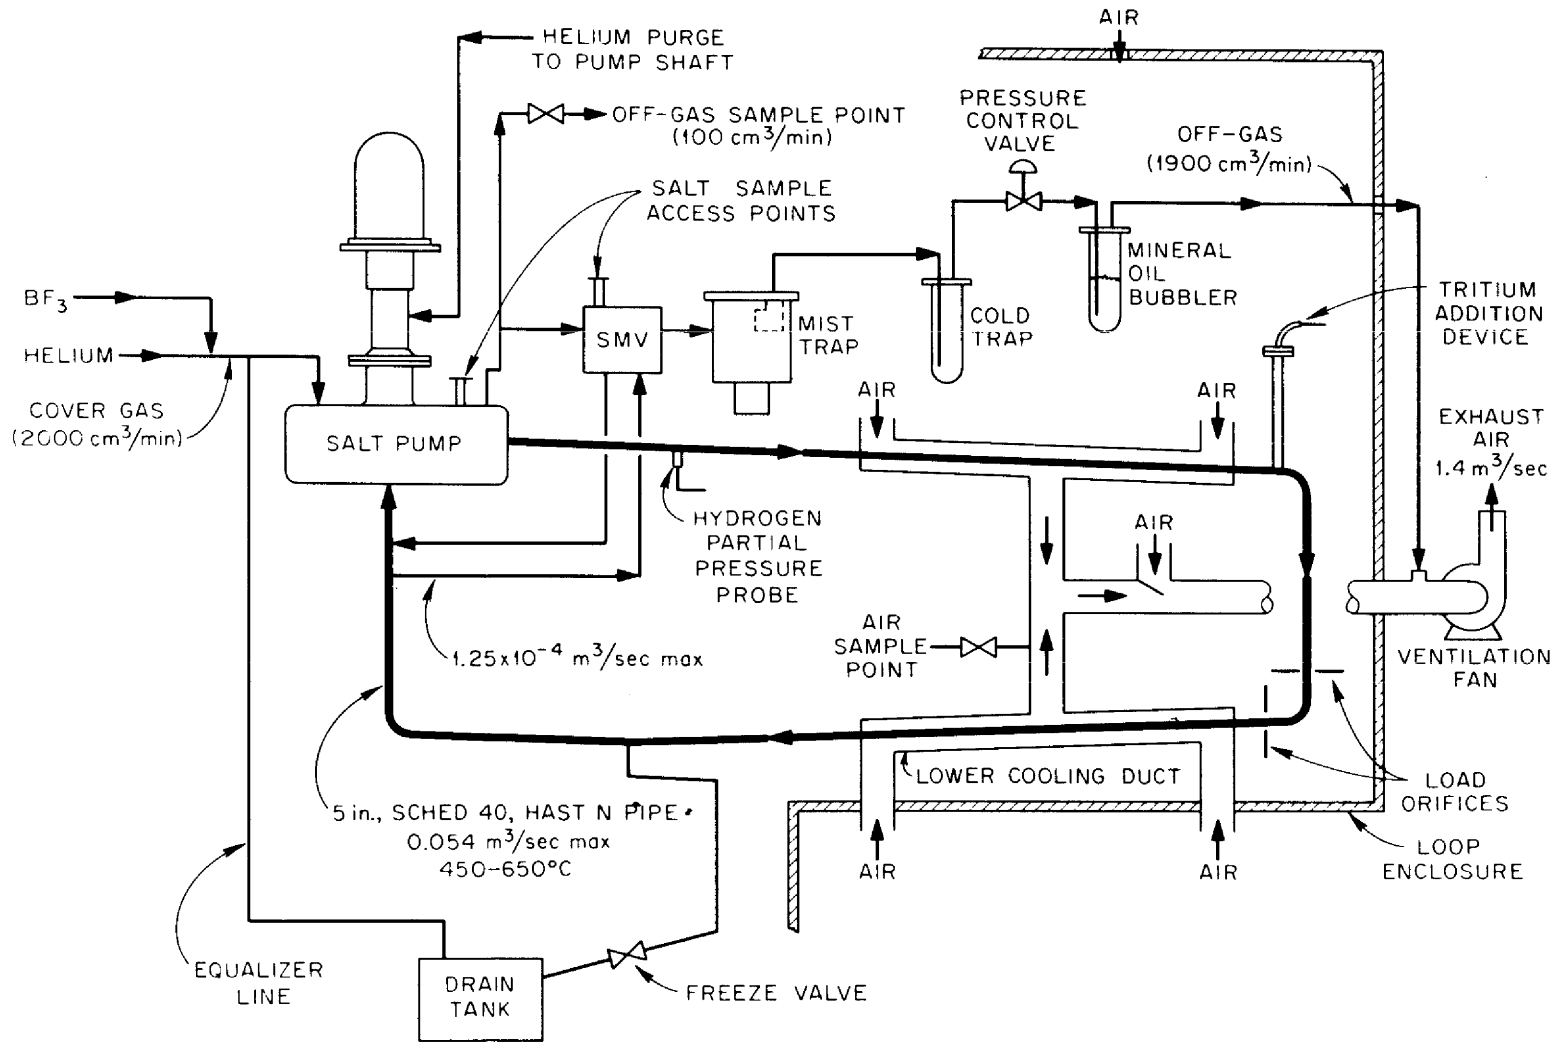 AIR
HELIUM PURGE
TO PUMP SHAFT
OFF-GAS SAMPLE POINT
(100 cm³/min)
PRESSURE
CONTROL
VALVE
OFF-GAS
(1900 cm³/min)
SALT SAMPLE
ACCESS POINTS
MINERAL
OIL
BUBBLER
BF₃
HELIUM
COVER GAS
(2000 cm³/min)
SMV
MIST
TRAP
COLD
TRAP
TRITIUM
ADDITION
DEVICE
SALT PUMP
AIR
AIR
EXHAUST
AIR
1.4 m³/sec
HYDROGEN
PARTIAL
PRESSURE
PROBE
AIR
AIR
SAMPLE
POINT
1.25x10⁻⁴ m³/sec max
VENTILATION
FAN
LOWER COOLING DUCT
LOAD
ORIFICES
5 in., SCHED 40, HAST N PIPE
0.054 m³/sec max
450-650°C
AIR
AIR
LOOP
ENCLOSURE
EQUALIZER
LINE
DRAIN
TANK
FREEZE VALVE